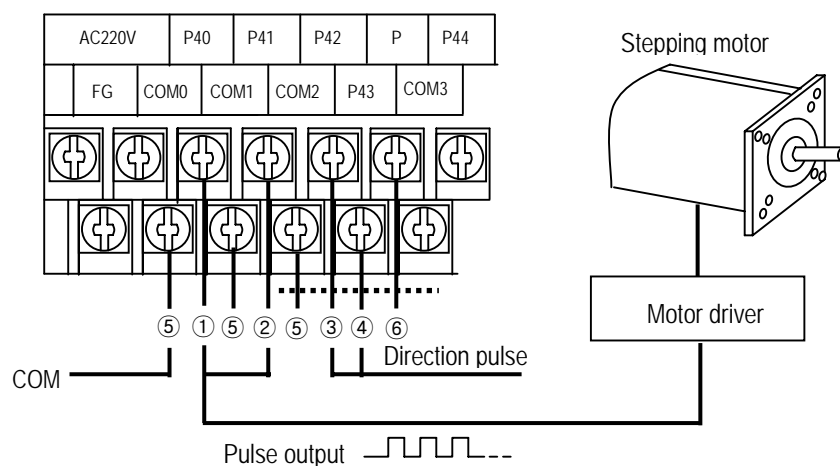 AC220V P40 P41 P42 P P44
FG COM0 COM1 COM2 P43 COM3
Stepping motor
Motor driver
⑤ ① ⑤ ② ⑤ ③ ④ ⑥
Direction pulse
COM
Pulse output